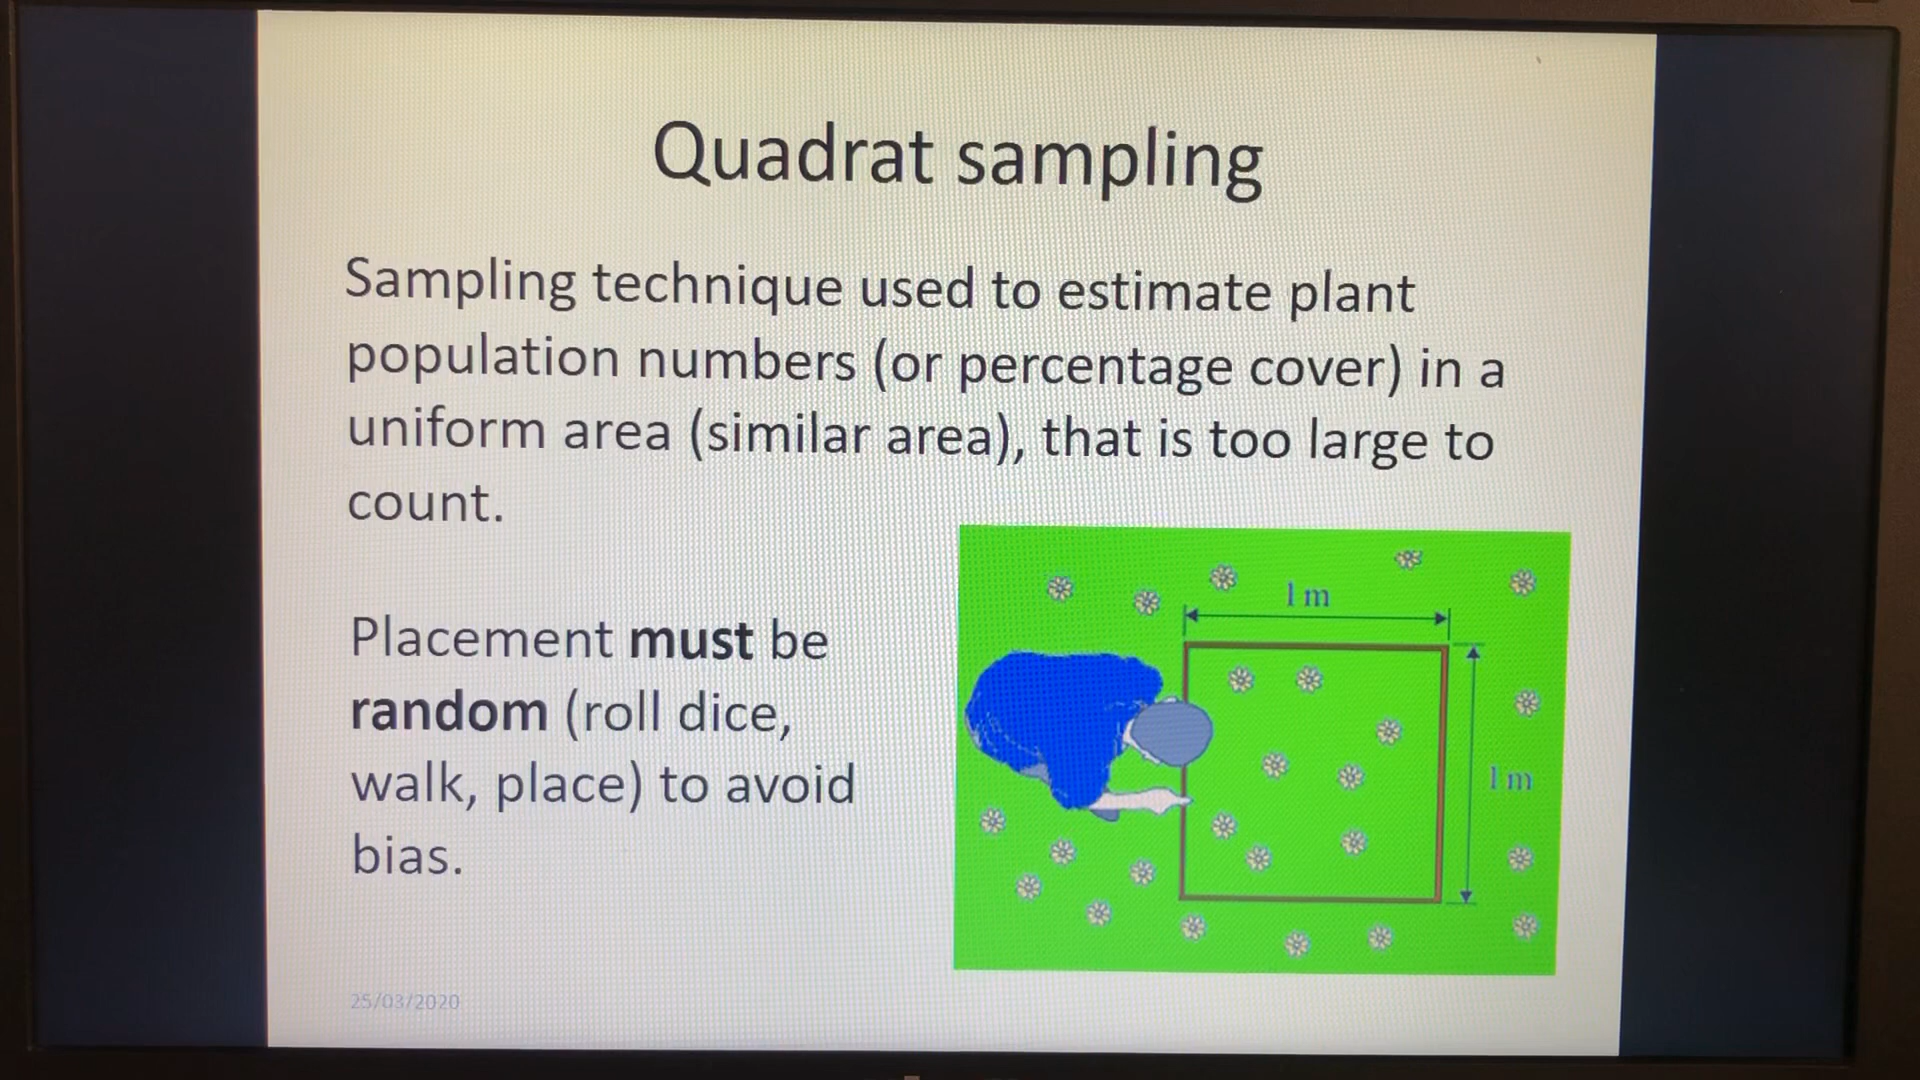 Quadrat sampling
Sampling technique used to estimate plant
population numbers (or percentage cover) in a
uniform area (similar area), that is too large to
count.
Placement must be
random (roll dice,
walk, place) to avoid
bias.
1 m
1 m
25/03/2020